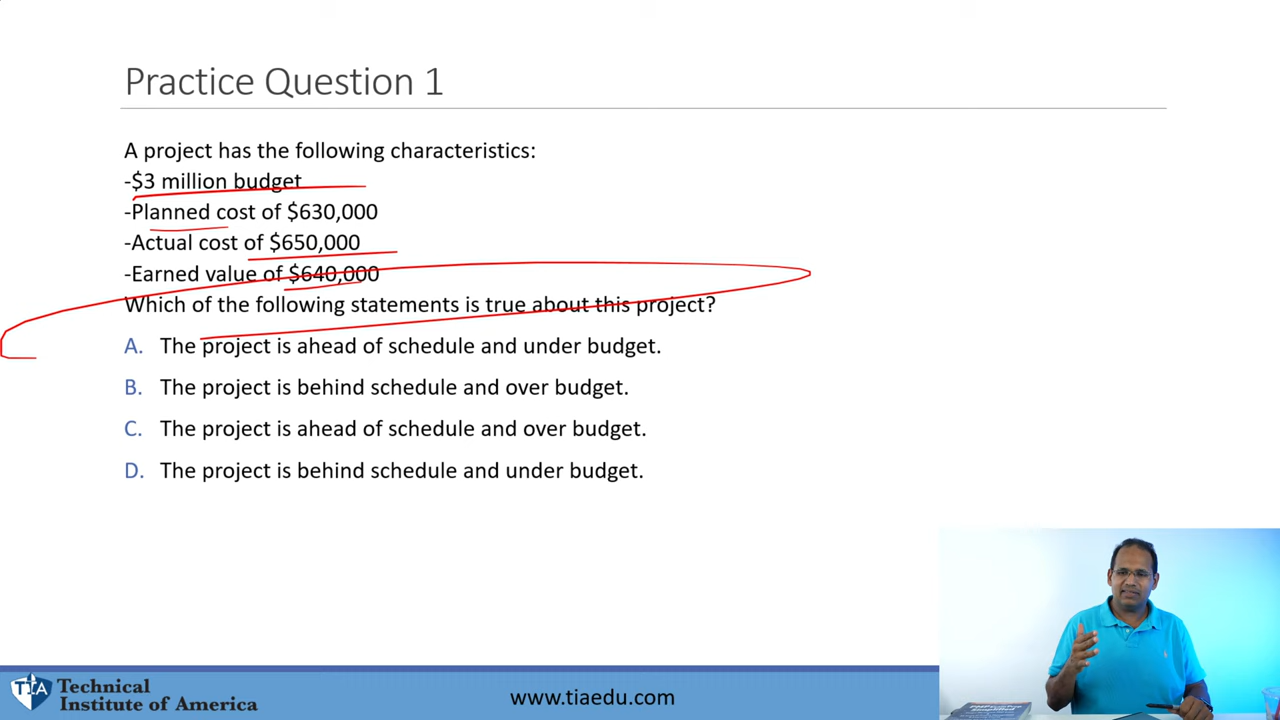 Practice Question 1
A project has the following characteristics:
-$3 million budget
-Planned cost of $630,000
-Actual cost of $650,000
-Earned value of $640,000
Which of the following statements is true about this project?
A. The project is ahead of schedule and under budget.
B. The project is behind schedule and over budget.
C. The project is ahead of schedule and over budget.
D. The project is behind schedule and under budget.
TIA
Technical
Institute of America
www.tiaedu.com